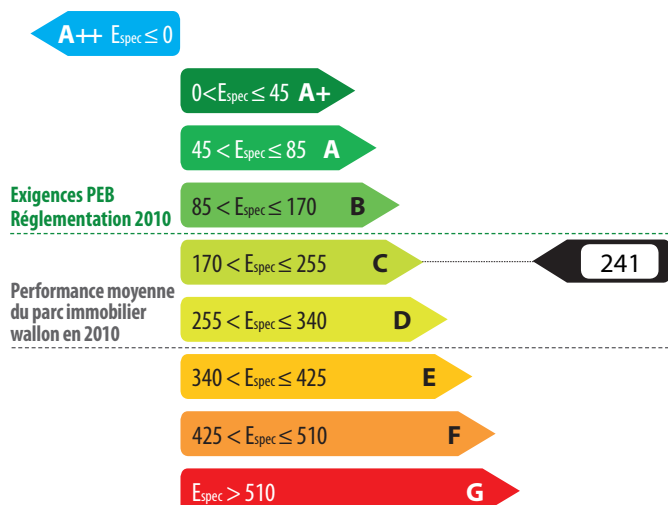 A++ Espec ≤ 0
0<Espec ≤ 45 A+
45 < Espec ≤ 85 A
Exigences PEB
Réglementation 2010
85 < Espec ≤ 170 B
170 < Espec ≤ 255 C
241
Performance moyenne
du parc immobilier
wallon en 2010
255 < Espec ≤ 340 D
340 < Espec ≤ 425 E
425 < Espec ≤ 510 F
Espec > 510 G